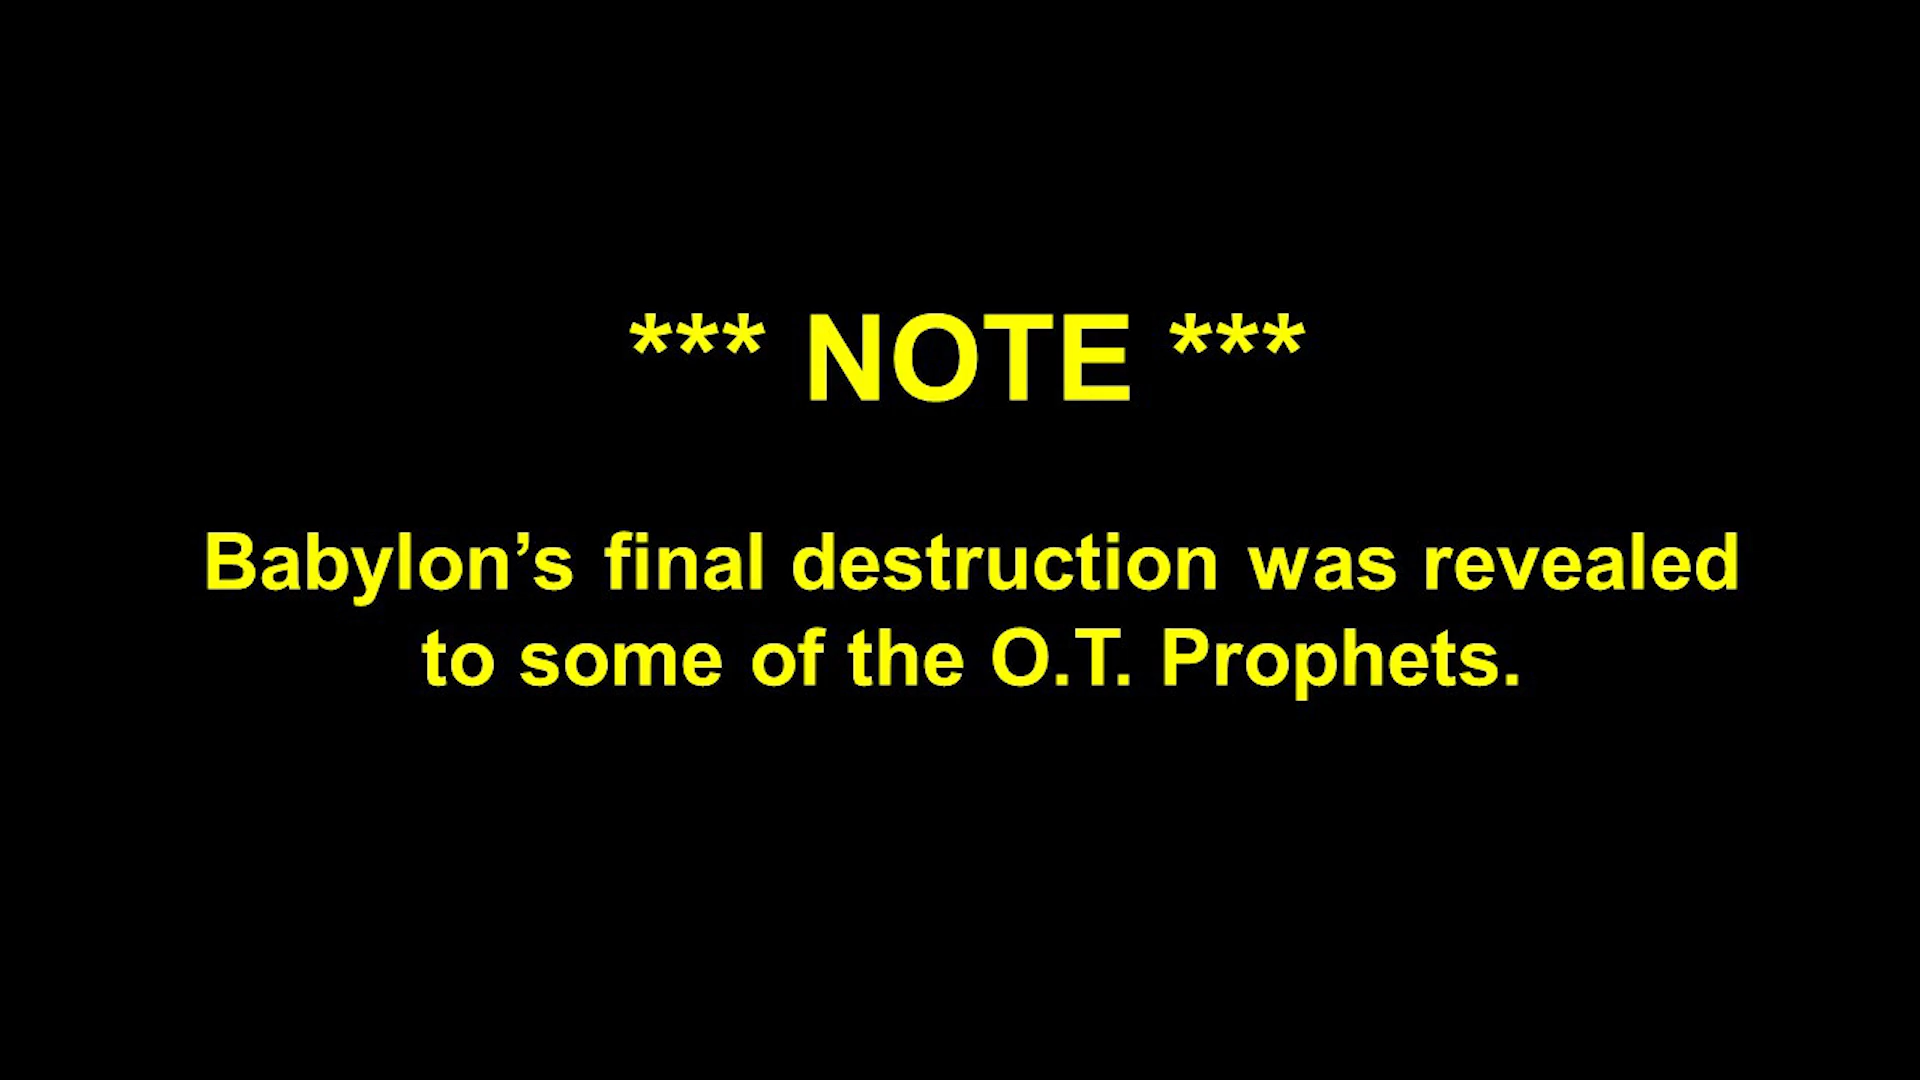 *** NOTE ***
Babylon’s final destruction was revealed
to some of the O.T. Prophets.